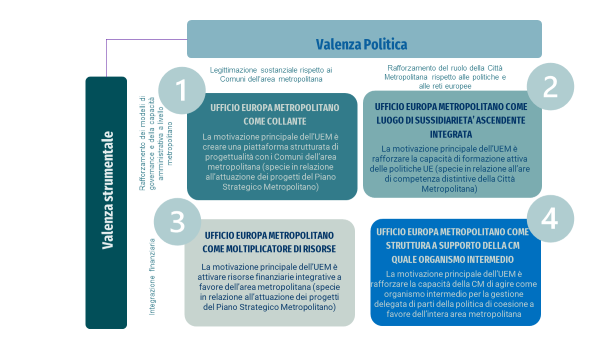 Valenza Politica
Legitimazione sostanziale rispetto ai
Comuni dell'area metropolitana
Rafforzamento del ruolo della Città
Metropolitana rispetto alle politiche e
alle reti europee
Valenza strumentale
Rafforzamento dei modelli di
governance e della capacità
amministrativa a livello
metropolitano
1
UFFICIO EUROPA METROPOLITANO
COME COLLANTE
La motivazione principale dell'UEM è
creare una piattaforma strutturata di
progettualità con i Comuni dell'area
metropolitana (specie in relazione
all'attuazione dei progetti del Piano
Strategico Metropolitano)
2
UFFICIO EUROPA METROPOLITANO COME
LUOGO DI SUSSIDIARIETA' ASCENDENTE
INTEGRATA
La motivazione principale dell'UEM è
rafforzare la capacità di formazione attiva
delle politiche UE (specie in relazione all'are
di competenza distintive della Città
Metropolitana)
Integrazione finanziaria
3
UFFICIO EUROPA METROPOLITANO
COME MOLTIPLICATORE DI RISORSE
La motivazione principale dell'UEM è
attivare risorse finanziarie integrative a
favore dell'area metropolitana (specie
in relazione all'attuazione dei progetti
del Piano Strategico Metropolitano)
4
UFFICIO EUROPA METROPOLITANO COME
STRUTTURA A SUPPORTO DELLA CM
QUALE ORGANISMO INTERMEDIO
La motivazione principale dell'UEM è
rafforzare la capacità della CM di agire come
organismo intermedio per la gestione
delegata di parti della politica di coesione a
favore dell'intera area metropolitana